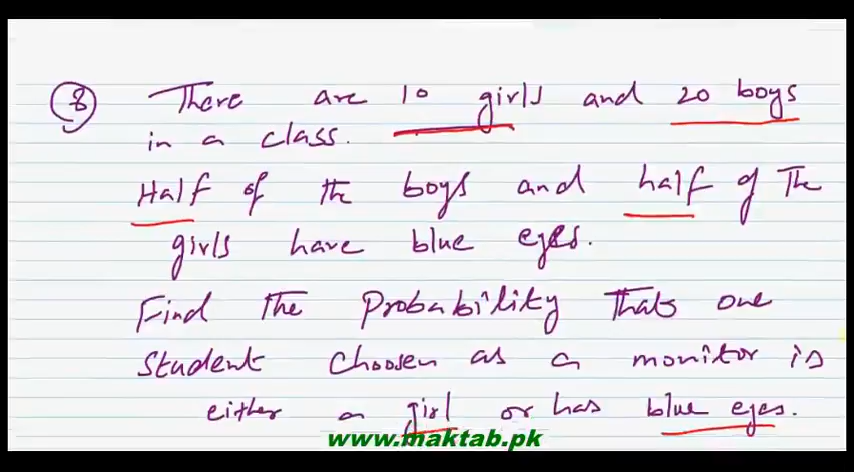 8 There are 10 girls and 20 boys
in a class.
Half of the boys and half of The
girls have blue eyes.
Find the Probability Thats one
student choosen as a monitor is
either a girl or has blue eyes.
www.maktab.pk